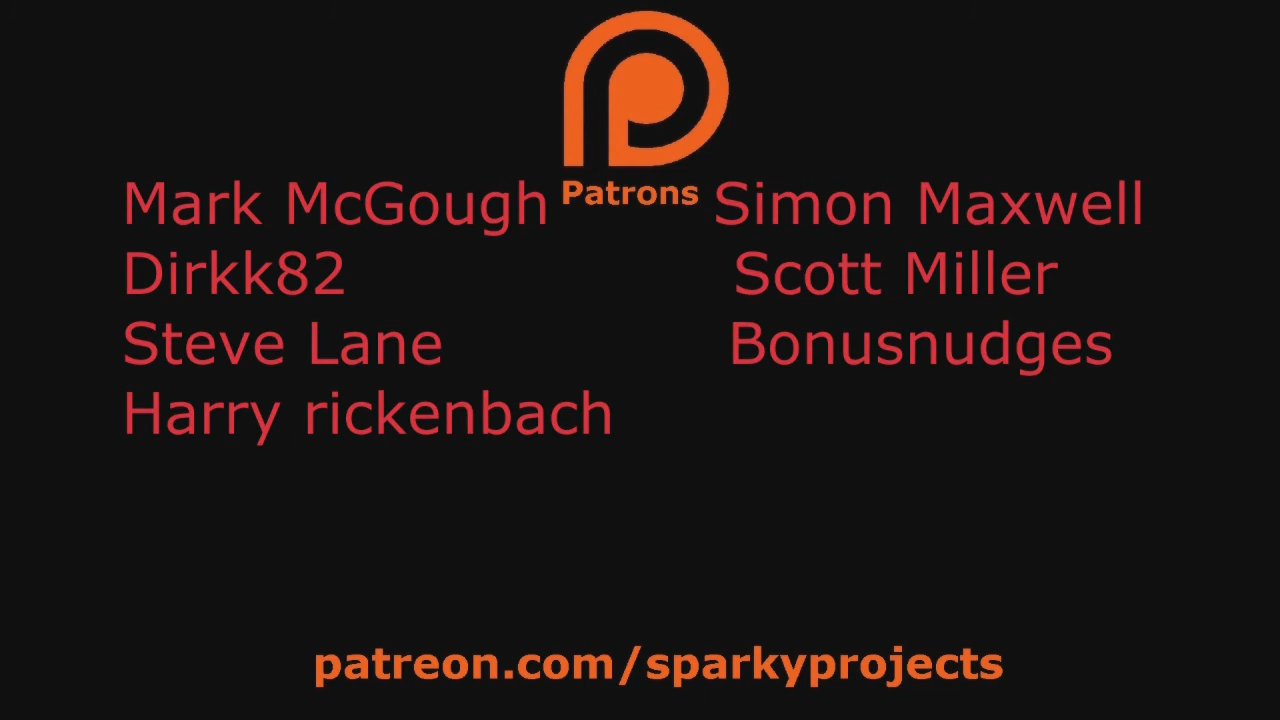 Patrons
Mark McGough Simon Maxwell
Dirkk82 Scott Miller
Steve Lane Bonusnudges
Harry rickenbach
patreon.com/sparkyprojects